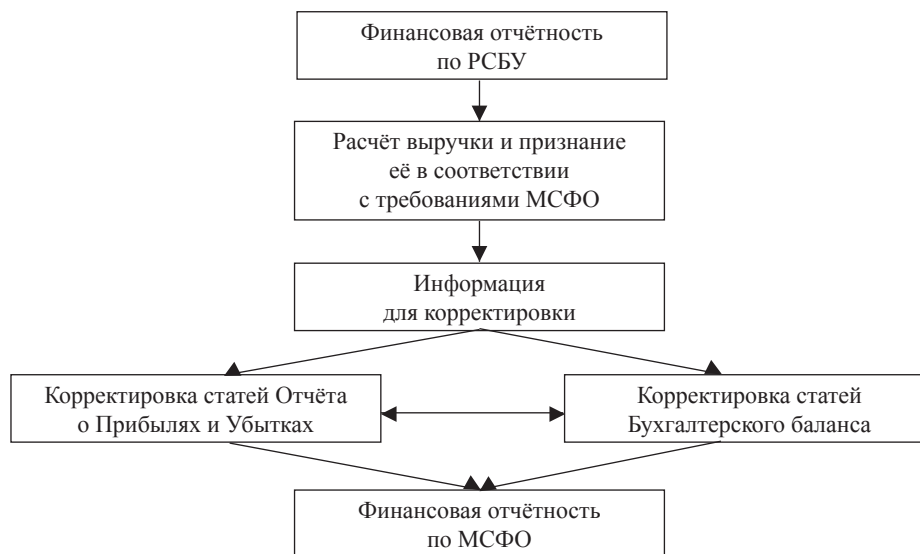 Финансовая отчётность
по РСБУ
Расчёт выручки и признание
её в соответствии
с требованиями МСФО
Информация
для корректировки
Корректировка статей Отчёта
о Прибылях и Убытках
Корректировка статей
Бухгалтерского баланса
Финансовая отчётность
по МСФО